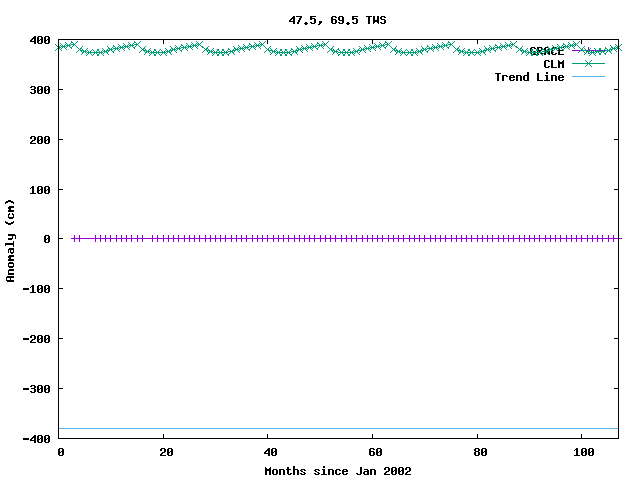 47.5, 69.5 TWS
400
300
200
100
0
-100
-200
-300
-400
Anomaly (cm)
GRACE
CLM
Trend Line
0 20 40 60 80 100
Months since Jan 2002